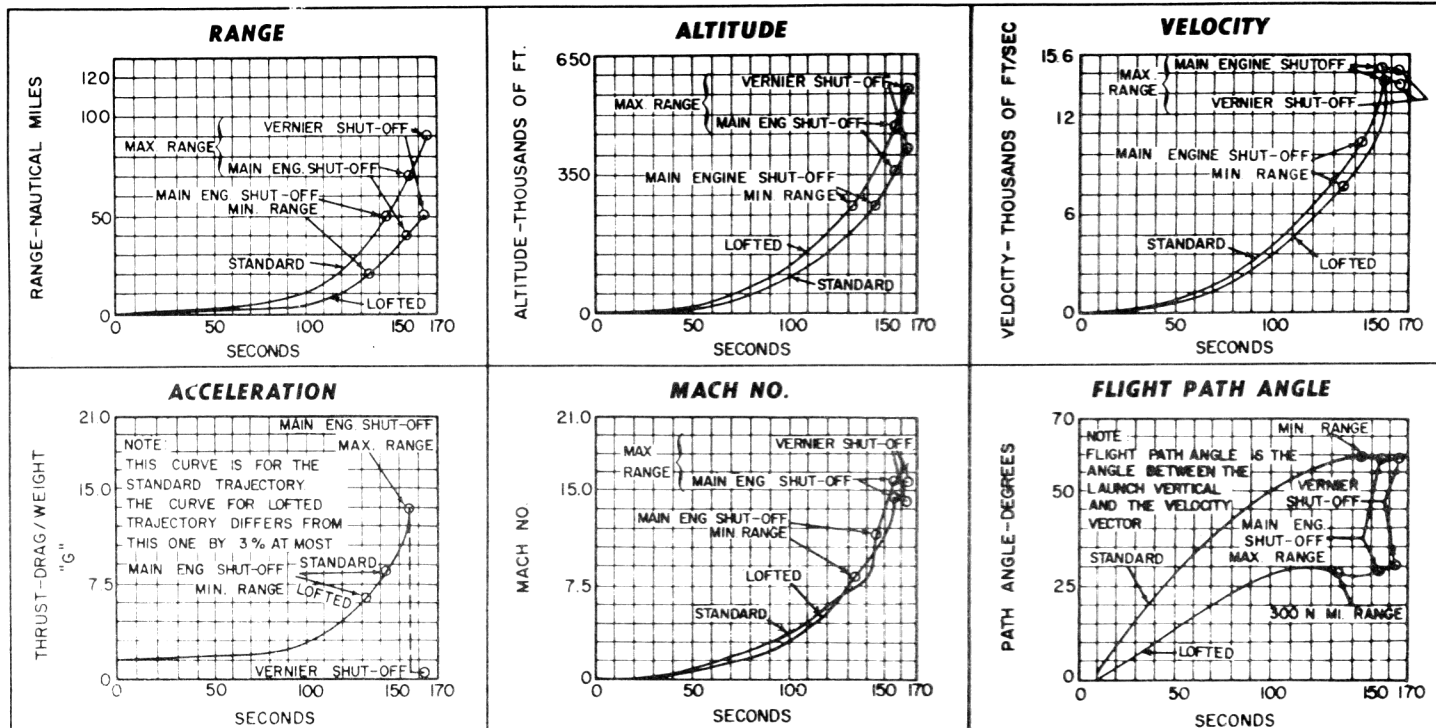 RANGE
RANGE-NAUTICAL MILES
120
100
50
0
VERNIER SHUT-OFF
MAX. RANGE
MAIN ENG. SHUT-OFF
MAIN ENG SHUT-OFF
MIN. RANGE
STANDARD
LOFTED
0 50 100 150 170
SECONDS
ALTITUDE
ALTITUDE-THOUSANDS OF FT.
650
350
0
VERNIER SHUT-OFF
MAX. RANGE
MAIN ENG SHUT-OFF
MAIN ENGINE SHUT-OFF
MIN. RANGE
LOFTED
STANDARD
0 50 100 150 170
SECONDS
VELOCITY
VELOCITY-THOUSANDS OF FT/SEC
15.6
12
6
0
MAIN ENGINE SHUTOFF
MAX. RANGE
VERNIER SHUT-OFF
MAIN ENGINE SHUT-OFF
MIN RANGE
STANDARD
LOFTED
0 50 100 150 170
SECONDS
ACCELERATION
THRUST-DRAG/WEIGHT
"G"
21.0
15.0
7.5
0
MAIN ENG. SHUT-OFF
MAX. RANGE
NOTE
THIS CURVE IS FOR THE
STANDARD TRAJECTORY
THE CURVE FOR LOFTED
TRAJECTORY DIFFERS FROM
THIS ONE BY 3% AT MOST
MAIN ENG SHUT-OFF STANDARD
MIN. RANGE LOFTED
VERNIER SHUT-OFF
0 50 100 150 170
SECONDS
MACH NO.
MACH NO.
21.0
15.0
7.5
0
VERNIER SHUT-OFF
MAX RANGE
MAIN ENG SHUT-OFF
MAIN ENG SHUT-OFF
MIN.RANGE
LOFTED
STANDARD
0 50 100 150 170
SECONDS
FLIGHT PATH ANGLE
PATH ANGLE-DEGREES
70
50
25
0
MIN. RANGE
NOTE
FLIGHT PATH ANGLE IS THE
ANGLE BETWEEN THE
LAUNCH VERTICAL
AND THE VELOCITY
VECTOR
VERNIER
SHUT-OFF
MAIN ENG.
SHUT-OFF
MAX. RANGE
STANDARD
300 N MI. RANGE
LOFTED
0 50 100 150 170
SECONDS